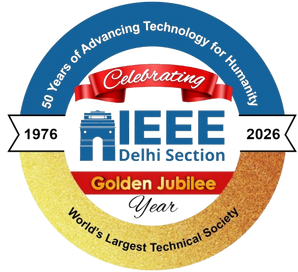 50 Years of Advancing Technology for Humanity
Celebrating
1976
IEEE
2026
Delhi Section
Golden Jubilee
Year
World's Largest Technical Society